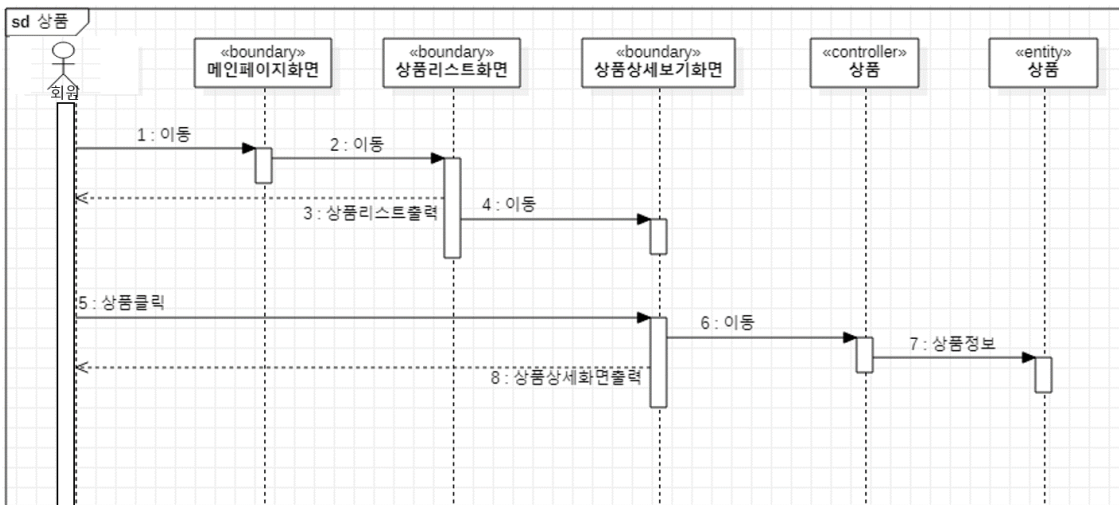 sd 상품
회원
«boundary»
메인페이지화면
«boundary»
상품리스트화면
«boundary»
상품상세보기화면
«controller»
상품
«entity»
상품
1 : 이동
2 : 이동
3 : 상품리스트출력
4 : 이동
5 : 상품클릭
6 : 이동
7 : 상품정보
8 : 상품상세화면출력